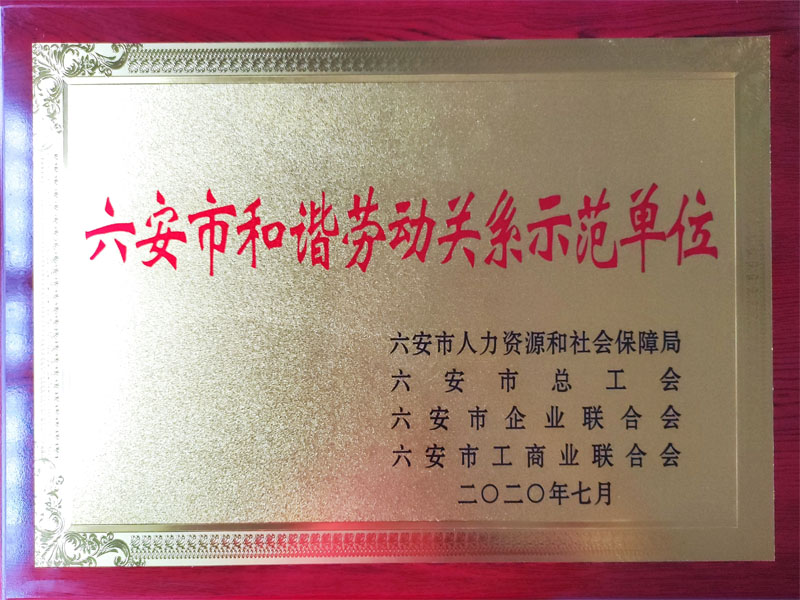 六安市和谐劳动关系示范单位
六安市人力资源和社会保障局
六安市总工会
六安市企业联合会
六安市工商业联合会
二〇二〇年七月